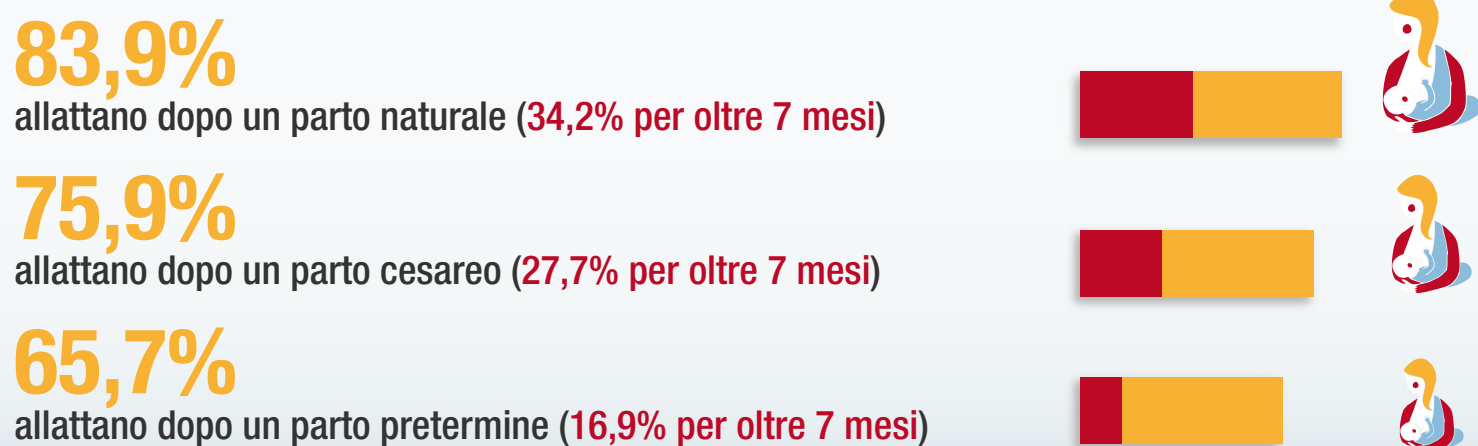 83,9%
allattano dopo un parto naturale (34,2% per oltre 7 mesi)
75,9%
allattano dopo un parto cesareo (27,7% per oltre 7 mesi)
65,7%
allattano dopo un parto pretermine (16,9% per oltre 7 mesi)